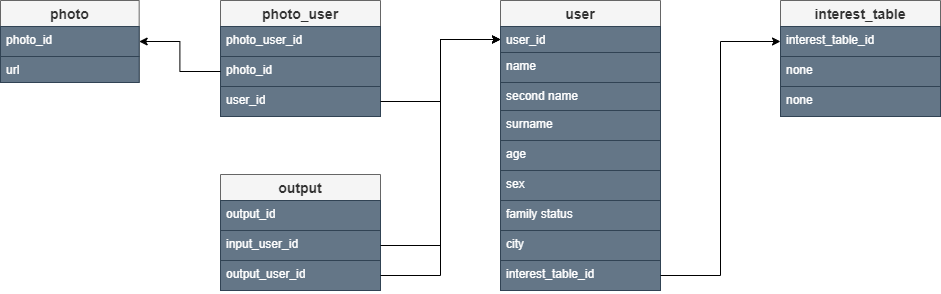 photo
photo_id
url
photo_user
photo_user_id
photo_id
user_id
output
output_id
input_user_id
output_user_id
user
user_id
name
second name
surname
age
sex
family status
city
interest_table_id
interest_table
interest_table_id
none
none